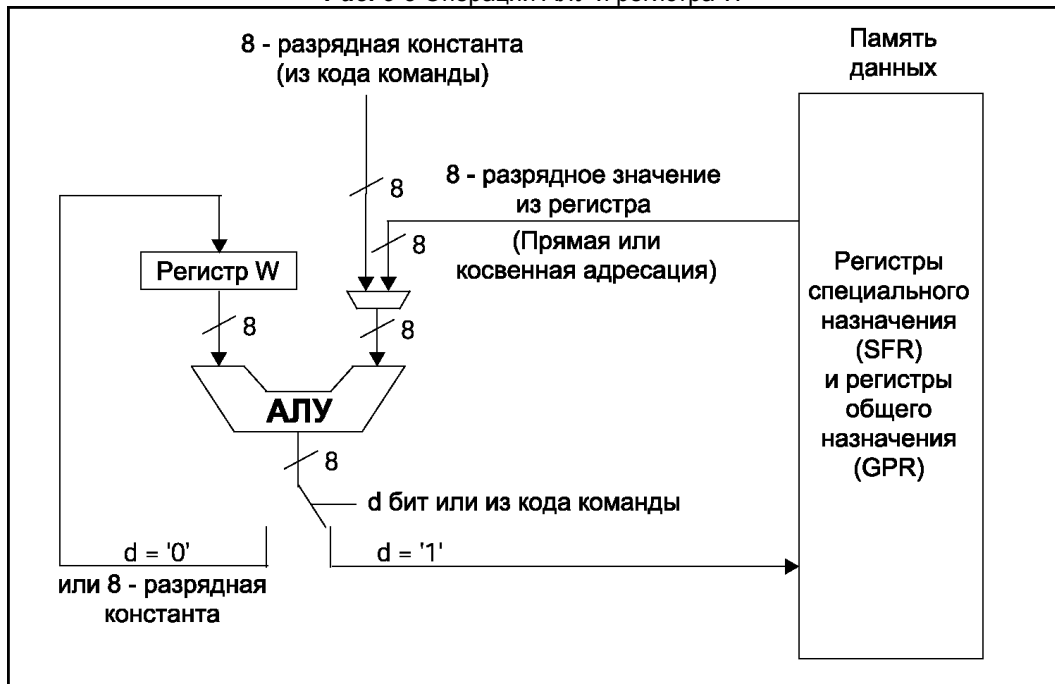 8 - разрядная константа
(из кода команды)
Память
данных
8
8 - разрядное значение
из регистра
8
(Прямая или
косвенная адресация)
Регистр W
8
8
Регистры
специального
назначения
(SFR)
и регистры
общего
назначения
(GPR)
АЛУ
8
d бит или из кода команды
d = '0'
d = '1'
или 8 - разрядная
константа